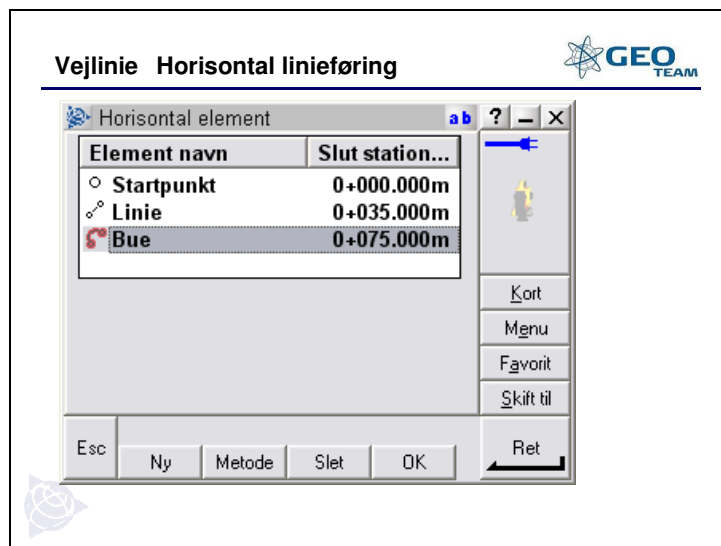 Vejlinie Horisontal linieføring
GEO
TEAM
Horisontal element
ab
?
Element navn Slut station...
Startpunkt 0+000.000m
Linie 0+035.000m
Bue 0+075.000m
Kort
Menu
Favorit
Skift til
Esc
Ny
Metode
Slet
OK
Ret